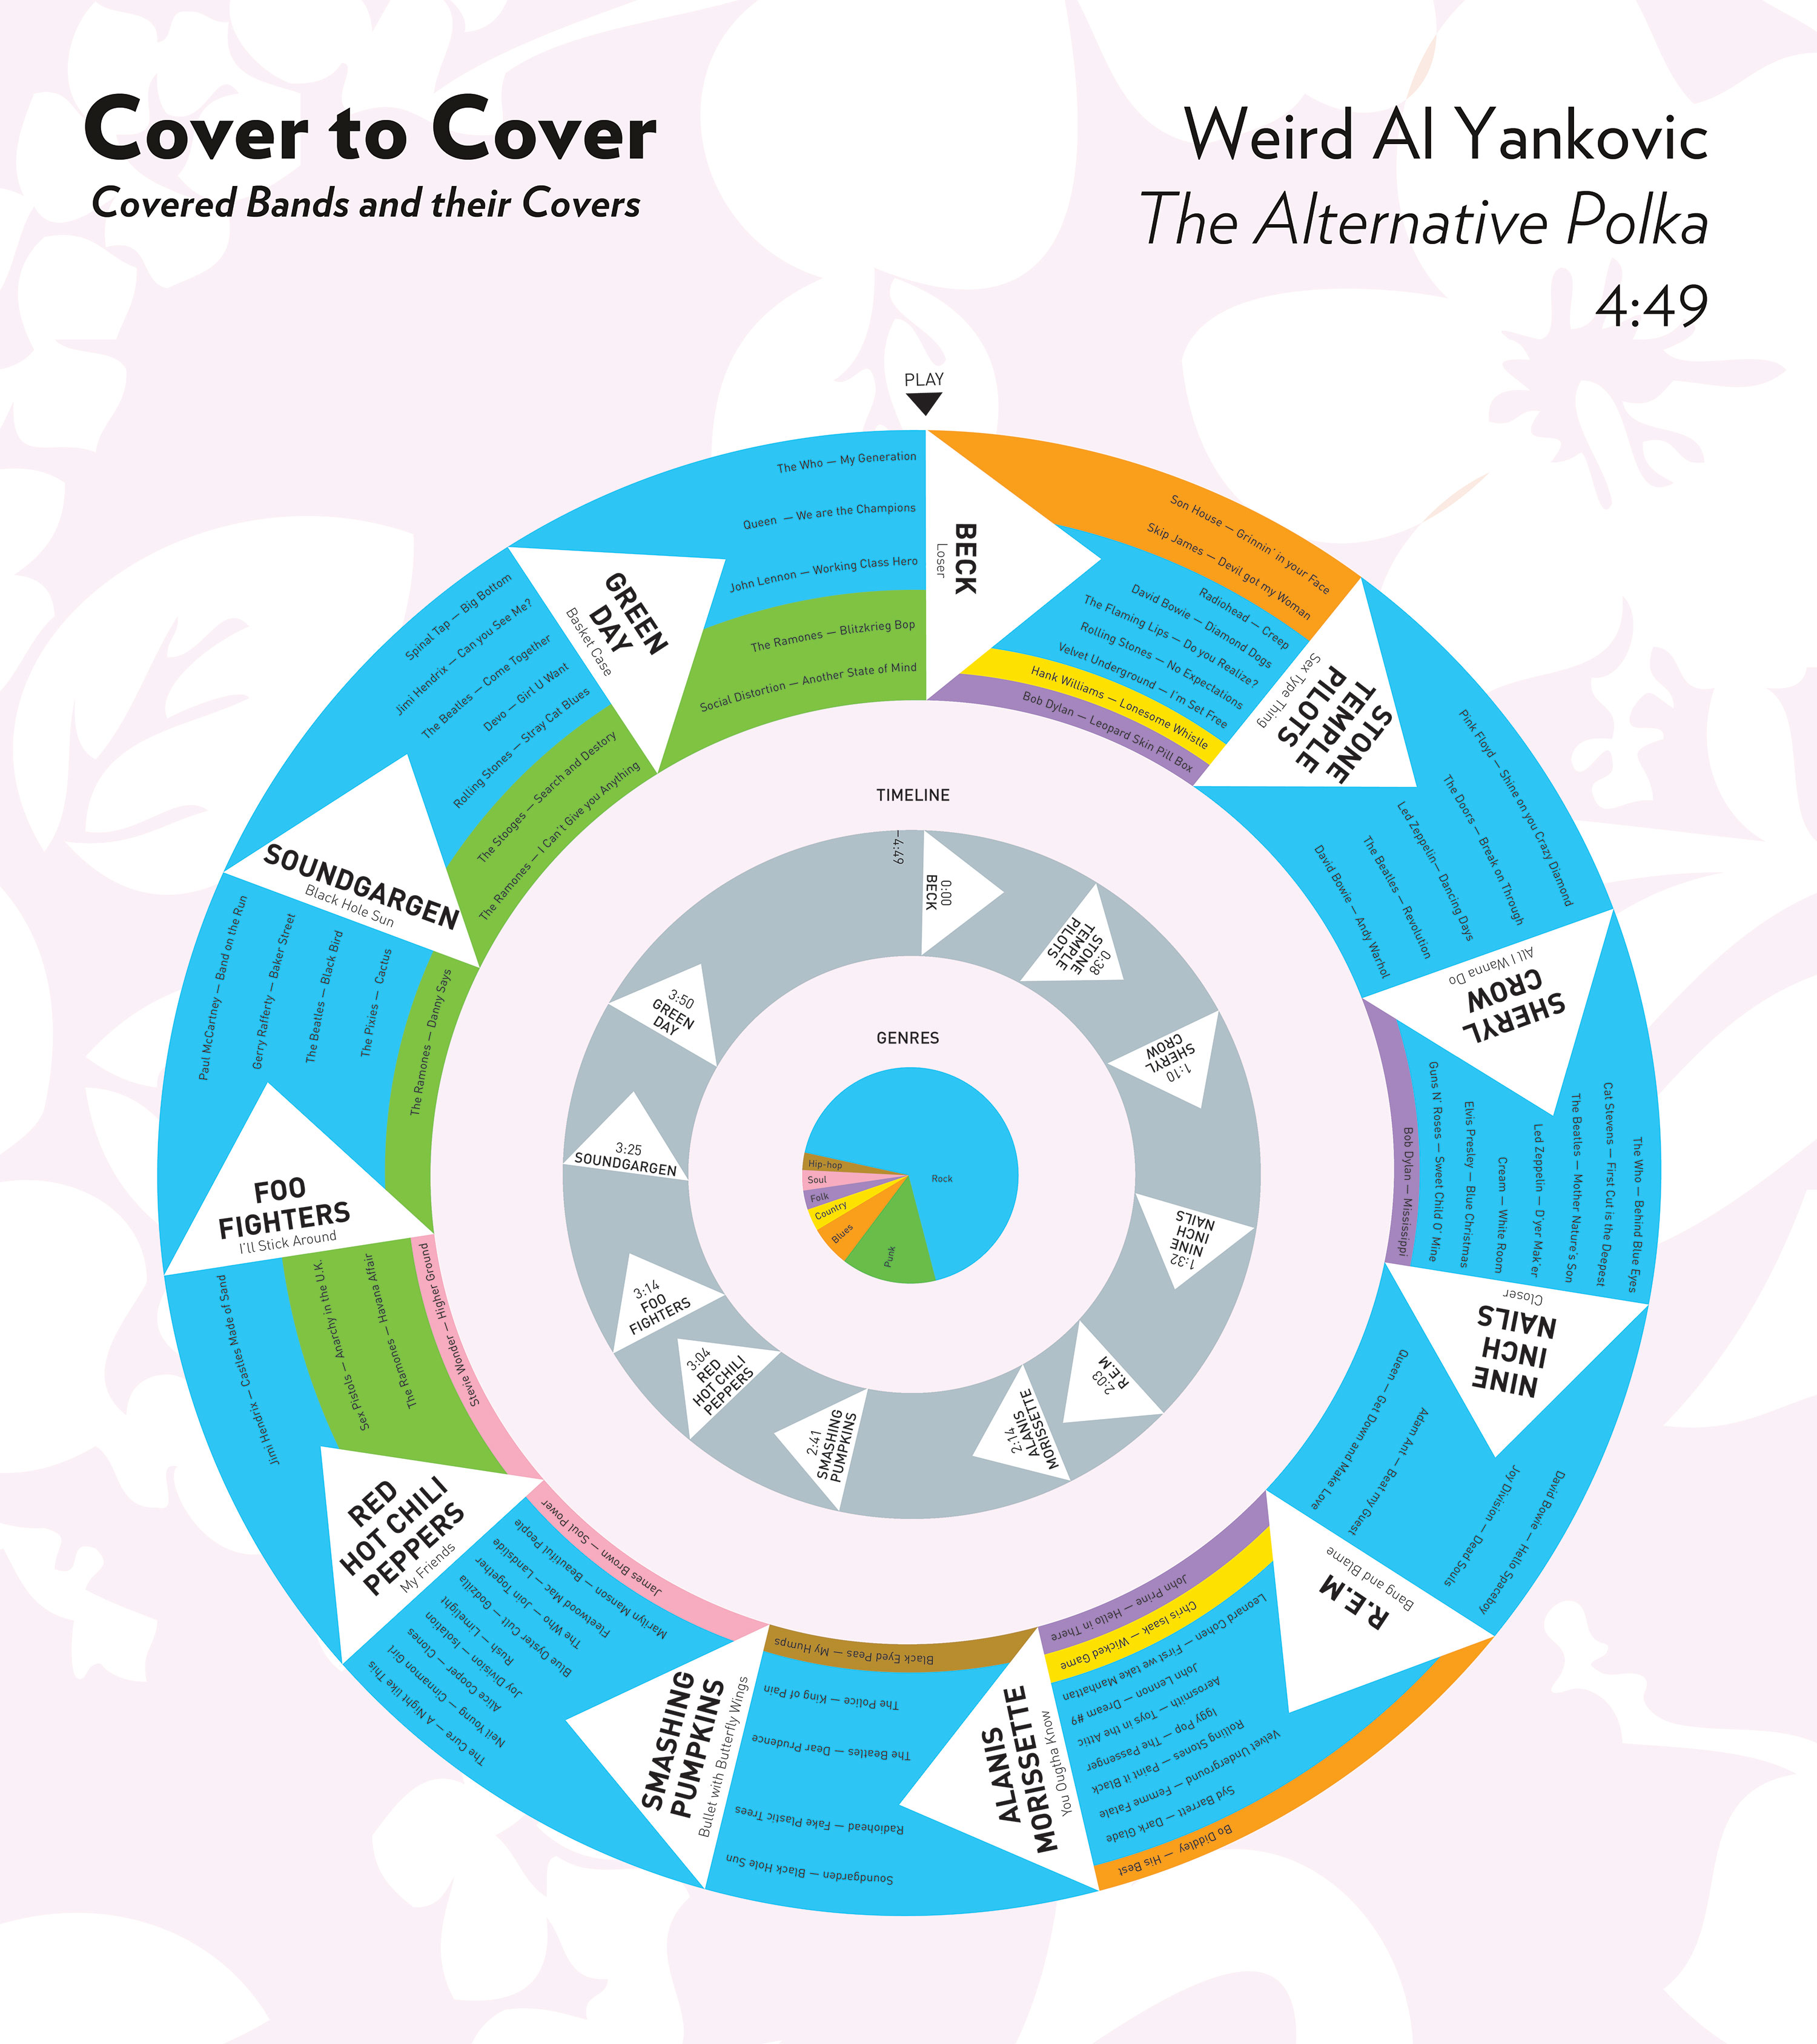 Cover to Cover
Covered Bands and their Covers
Weird Al Yankovic
The Alternative Polka
4:49
PLAY
BECK
Loser
Son House — Grinnin' in your Face
Skip James — Devil got my Woman
Radiohead — Creep
David Bowie — Diamond Dogs
The Flaming Lips — Do you Realize?
Rolling Stones — No Expectations
Velvet Underground — I'm Set Free
Hank Williams — Lonesome Whistle
Bob Dylan — Leopard Skin Pill Box
STONE
TEMPLE
PILOTS
Sex Type Thing
Pink Floyd — Shine on you Crazy Diamond
The Doors — Break on Through
Led Zeppelin— Dancing Days
The Beatles — Revolution
David Bowie — Andy Warhol
SHERYL
CROW
All I Wanna Do
The Who — Behind Blue Eyes
Cat Stevens — First Cut is the Deepest
The Beatles — Mother Nature's Son
Led Zeppelin — D'yer Mak'er
Cream — White Room
Elvis Presley — Blue Christmas
Guns N' Roses — Sweet Child O' Mine
Bob Dylan — Mississippi
NINE
INCH
NAILS
Closer
David Bowie — Hello Spaceboy
Joy Division — Dead Souls
Adam Ant — Beat my Guest
Queen — Get Down and Make Love
R.E.M
Bang and Blame
John Prine — Hello in There
Chris Isaak — Wicked Game
Leonard Cohen — First we take Manhattan
John Lennon — Dream #9
Aerosmith — Toys in the Attic
Iggy Pop — The Passenger
Rolling Stones — Paint it Black
Velvet Underground — Femme Fatale
Syd Barrett — Dark Glade
Bo Diddley — His Best
ALANIS
MORISSETTE
You Ougtha Know
Black Eyed Peas — My Humps
The Police — King of Pain
The Beatles — Dear Prudence
Radiohead — Fake Plastic Trees
Soundgarden — Black Hole Sun
SMASHING
PUMPKINS
Bullet with Butterfly Wings
James Brown — Soul Power
Marilyn Manson — Beautiful People
Fleetwood Mac — Landslide
The Who — Join Together
Blue Oyster Cult — Godzilla
Rush — Limelight
Joy Division — Isolation
Alice Cooper — Clones
Neil Young — Cinnamon Girl
The Cure — A Night like This
RED
HOT CHILI
PEPPERS
My Friends
Jimi Hendrix — Castles Made of Sand
Sex Pistols — Anarchy in the U.K.
The Ramones — Havana Affair
Stevie Wonder — Higher Ground
FOO
FIGHTERS
I'll Stick Around
Paul McCartney — Band on the Run
Gerry Rafferty — Baker Street
The Beatles — Black Bird
The Pixies — Cactus
The Ramones — Danny Says
SOUNDGARGEN
Black Hole Sun
Spinal Tap — Big Bottom
Jimi Hendrix — Can you See Me?
The Beatles — Come Together
Devo — Girl U Want
Rolling Stones — Stray Cat Blues
The Stooges — Search and Destory
The Ramones — I Can't Give you Anything
GREEN
DAY
Basket Case
The Who — My Generation
Queen — We are the Champions
John Lennon — Working Class Hero
The Ramones — Blitzkrieg Bop
Social Distortion — Another State of Mind
TIMELINE
4:49
0:00
BECK
0:38
STONE
TEMPLE
PILOTS
1:10
SHERYL
CROW
1:32
NINE
INCH
NAILS
2:03
R.E.M
2:14
ALANIS
MORISETTE
2:41
SMASHING
PUMPKINS
3:04
RED
HOT CHILI
PEPPERS
3:14
FOO
FIGHTERS
3:25
SOUNDGARGEN
3:50
GREEN
DAY
GENRES
Rock
Punk
Blues
Country
Folk
Soul
Hip-hop